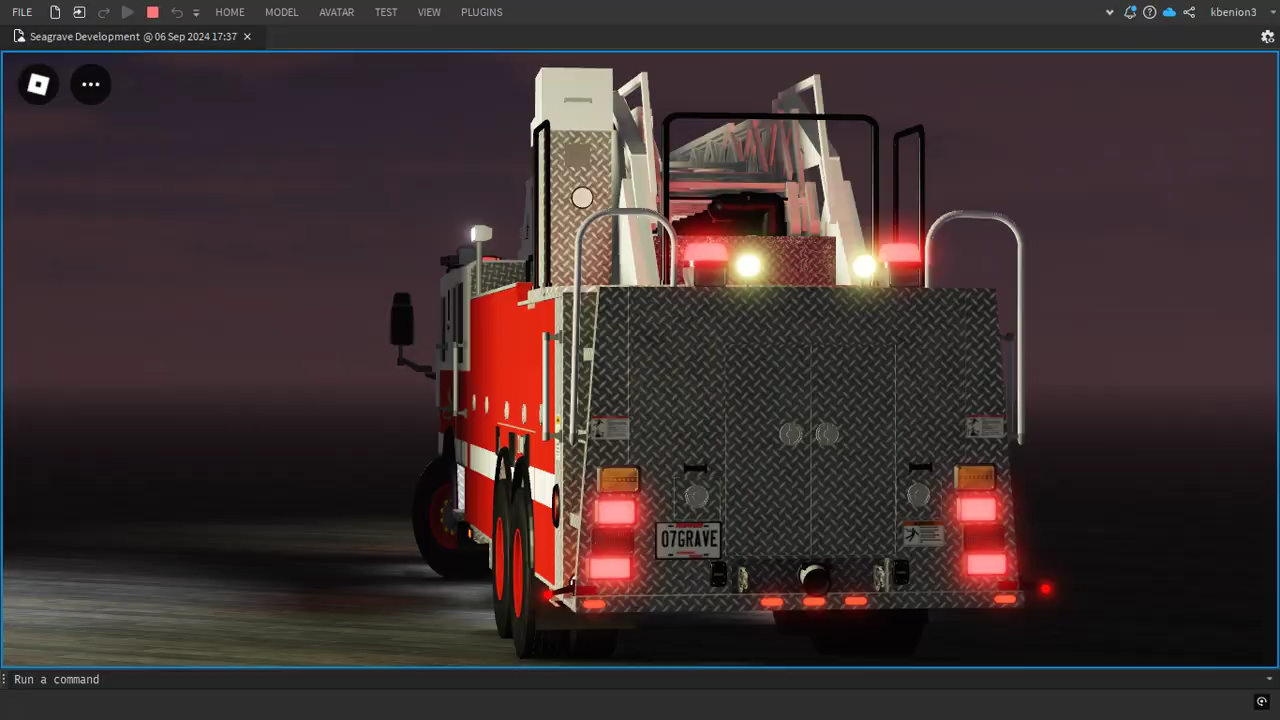 FILE
HOME
MODEL
AVATAR
TEST
VIEW
PLUGINS
kbenion3
Seagrave Development @ 06 Sep 2024 17:37
07GRAVE
Run a command